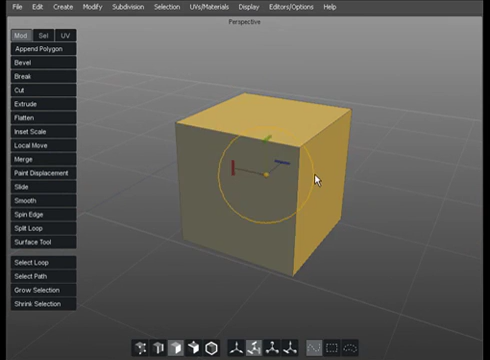 File Edit Create Modify Subdivision Selection UVs/Materials Display Editors/Options Help
Perspective
Mod Sel UV
Append Polygon
Bevel
Break
Cut
Extrude
Flatten
Inset Scale
Local Move
Merge
Paint Displacement
Slide
Smooth
Spin Edge
Split Loop
Surface Tool
Select Loop
Select Path
Grow Selection
Shrink Selection